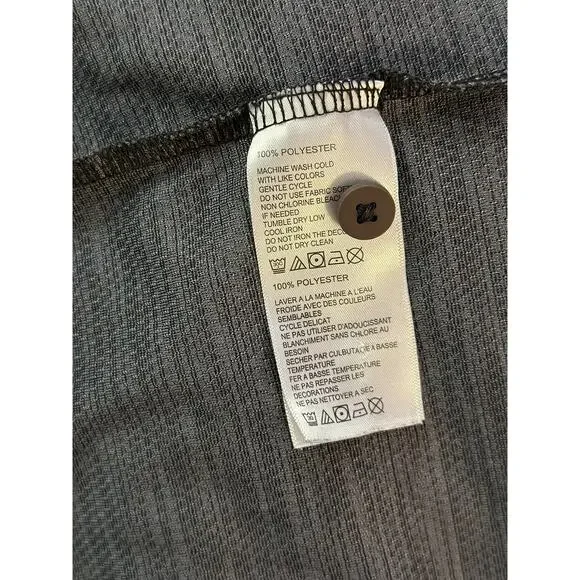 100% POLYESTER
MACHINE WASH COLD
WITH LIKE COLORS
GENTLE CYCLE
DO NOT USE FABRIC
NON CHLORINE
IF NEEDED
TUMBLE DRY LOW
COOL IRON
DO NOT IRON THE
DO NOT DRY CLEAN
100% POLYESTER
LAVER A LA MACHINE A L'EAU
FROIDE AVEC DES COULEURS
SEMBLABLES
CYCLE DELICAT
NE PAS UTILISER D'ADOUCISSANT
BLANCHIMENT SANS CHLORE AU
BESOIN
SECHER PAR CULBUTAGE A BASSE
TEMPERATURE
FER A BASSE TEMPERATURE
NE PAS REPASSER LES
DECORATIONS
NE PAS NETTOYER A SEC